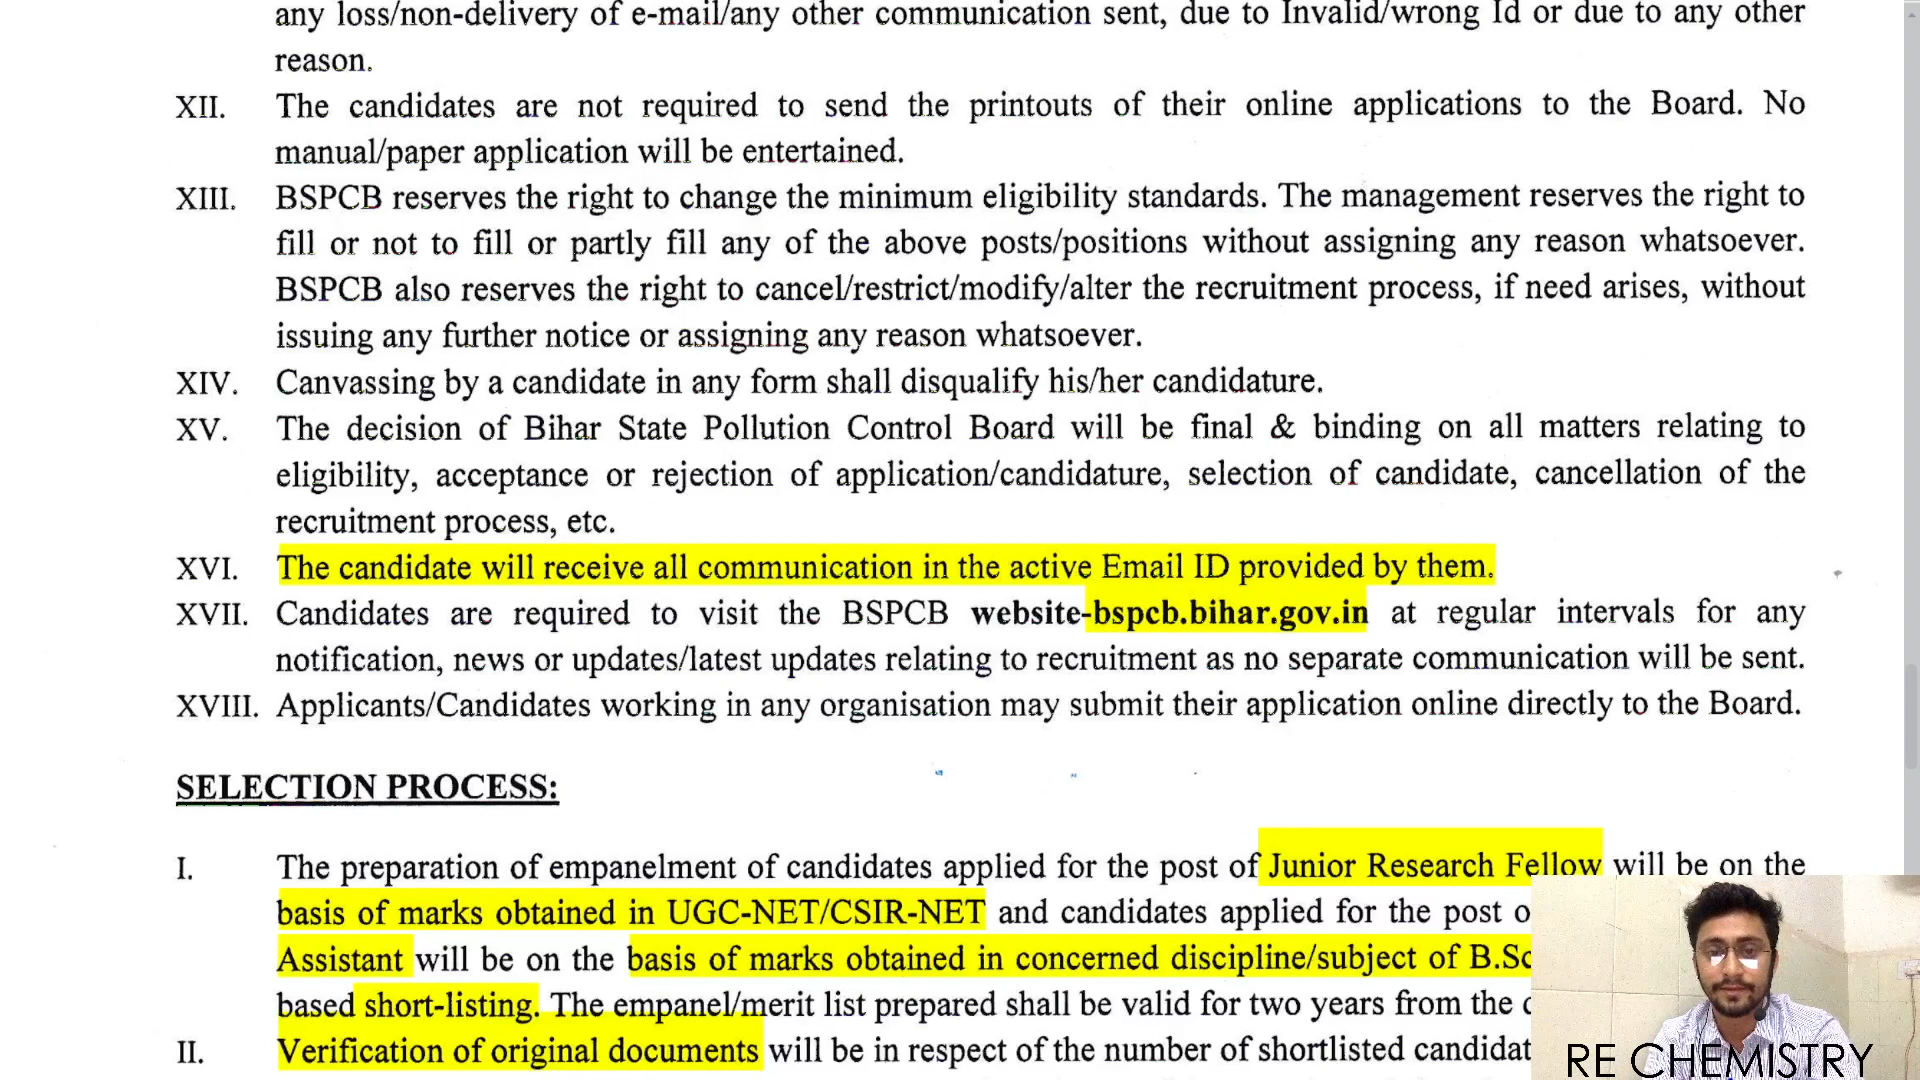 any loss/non-delivery of e-mail/any other communication sent, due to Invalid/wrong Id or due to any other
reason.
XII. The candidates are not required to send the printouts of their online applications to the Board. No
manual/paper application will be entertained.
XIII. BSPCB reserves the right to change the minimum eligibility standards. The management reserves the right to
fill or not to fill or partly fill any of the above posts/positions without assigning any reason whatsoever.
BSPCB also reserves the right to cancel/restrict/modify/alter the recruitment process, if need arises, without
issuing any further notice or assigning any reason whatsoever.
XIV. Canvassing by a candidate in any form shall disqualify his/her candidature.
XV. The decision of Bihar State Pollution Control Board will be final & binding on all matters relating to
eligibility, acceptance or rejection of application/candidature, selection of candidate, cancellation of the
recruitment process, etc.
XVI. The candidate will receive all communication in the active Email ID provided by them.
XVII. Candidates are required to visit the BSPCB website-bspcb.bihar.gov.in at regular intervals for any
notification, news or updates/latest updates relating to recruitment as no separate communication will be sent.
XVIII. Applicants/Candidates working in any organisation may submit their application online directly to the Board.
SELECTION PROCESS:
I. The preparation of empanelment of candidates applied for the post of Junior Research Fellow will be on the
basis of marks obtained in UGC-NET/CSIR-NET and candidates applied for the post
Assistant will be on the basis of marks obtained in concerned discipline/subject of B.Sc
based short-listing. The empanel/merit list prepared shall be valid for two years from the
II. Verification of original documents will be in respect of the number of shortlisted
RE CHEMISTRY